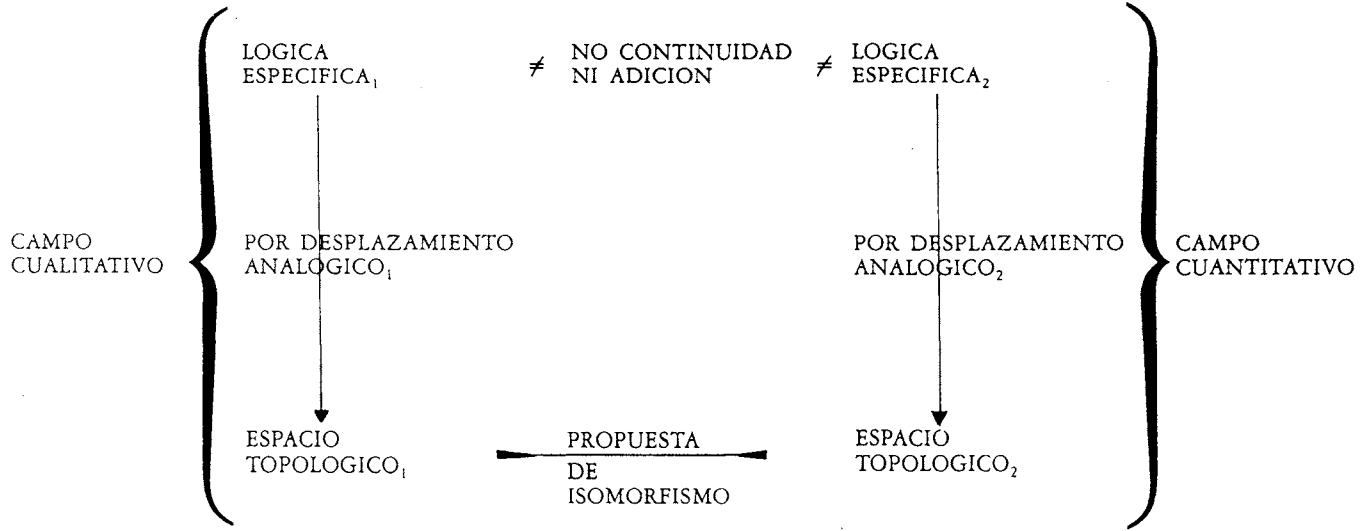 LOGICA
ESPECIFICA₁
≠ NO CONTINUIDAD ≠
NI ADICION
LOGICA
ESPECIFICA₂
CAMPO
CUALITATIVO
POR DESPLAZAMIENTO
ANALOGICO₁
POR DESPLAZAMIENTO
ANALOGICO₂
CAMPO
CUANTITATIVO
ESPACIO
TOPOLOGICO₁
PROPUESTA
DE
ISOMORFISMO
ESPACIO
TOPOLOGICO₂